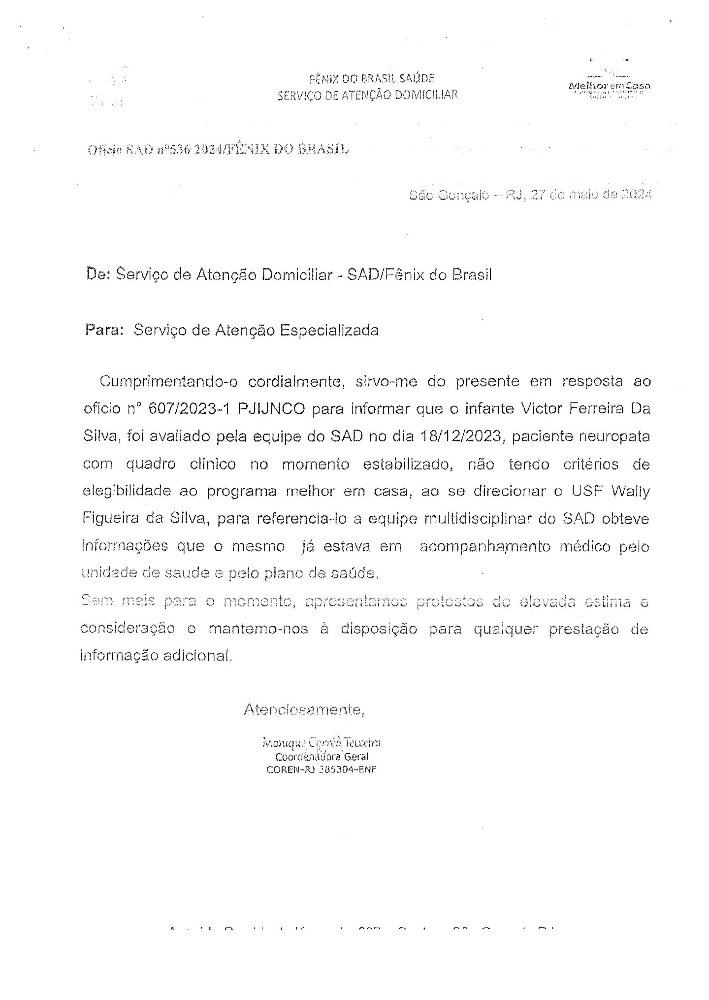 FÊNIX DO BRASIL SAÚDE
SERVIÇO DE ATENÇÃO DOMICILIAR
Melhor em Casa
Oficio SAD nº536 2024/FÊNIX DO BRASIL
São Gonçalo – RJ, 27 de maio de 2024
De: Serviço de Atenção Domiciliar - SAD/Fênix do Brasil
Para: Serviço de Atenção Especializada
Cumprimentando-o cordialmente, sirvo-me do presente em resposta ao
oficio n° 607/2023-1 PJIJNCO para informar que o infante Victor Ferreira Da
Silva, foi avaliado pela equipe do SAD no dia 18/12/2023, paciente neuropata
com quadro clinico no momento estabilizado, não tendo critérios de
elegibilidade ao programa melhor em casa, ao se direcionar o USF Wally
Figueira da Silva, para referencia-lo a equipe multidisciplinar do SAD obteve
informações que o mesmo já estava em acompanhamento médico pelo
unidade de saude e pelo plano de saúde.
Sem mais para o momento, apresentamos protestos de elevada estima e
consideração e mantemo-nos à disposição para qualquer prestação de
informação adicional.
Atenciosamente,
Monique Corrêa Teixeira
Coordenadora Geral
COREN-RJ 285304-ENF